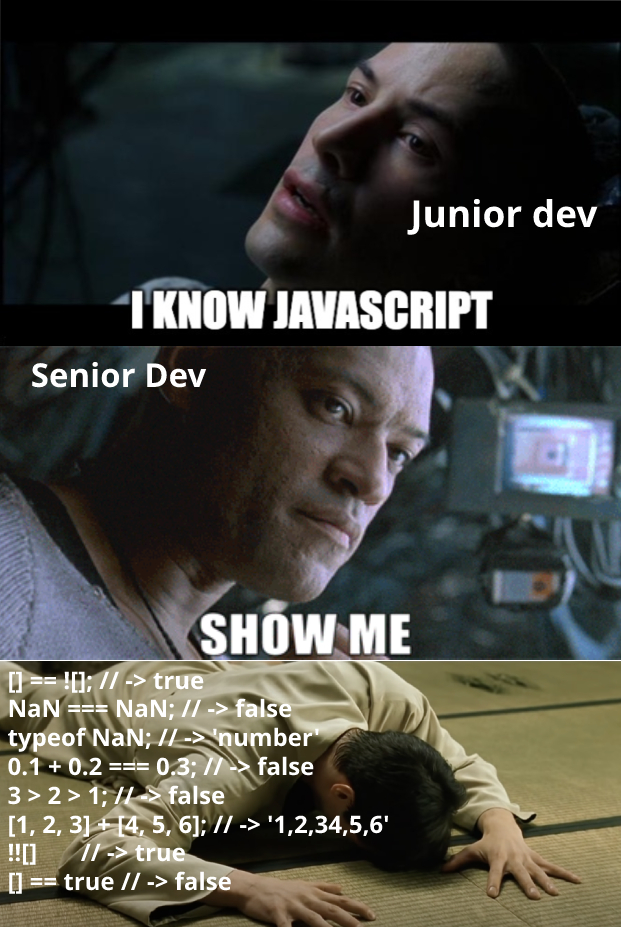 Junior dev
I KNOW JAVASCRIPT
Senior Dev
SHOW ME
[] == ![]; // -> true
NaN === NaN; // -> false
typeof NaN; // -> 'number'
0.1 + 0.2 === 0.3; // -> false
3 > 2 > 1; // -> false
[1, 2, 3] + [4, 5, 6]; // -> '1,2,34,5,6'
!![]      // -> true
[] == true // -> false